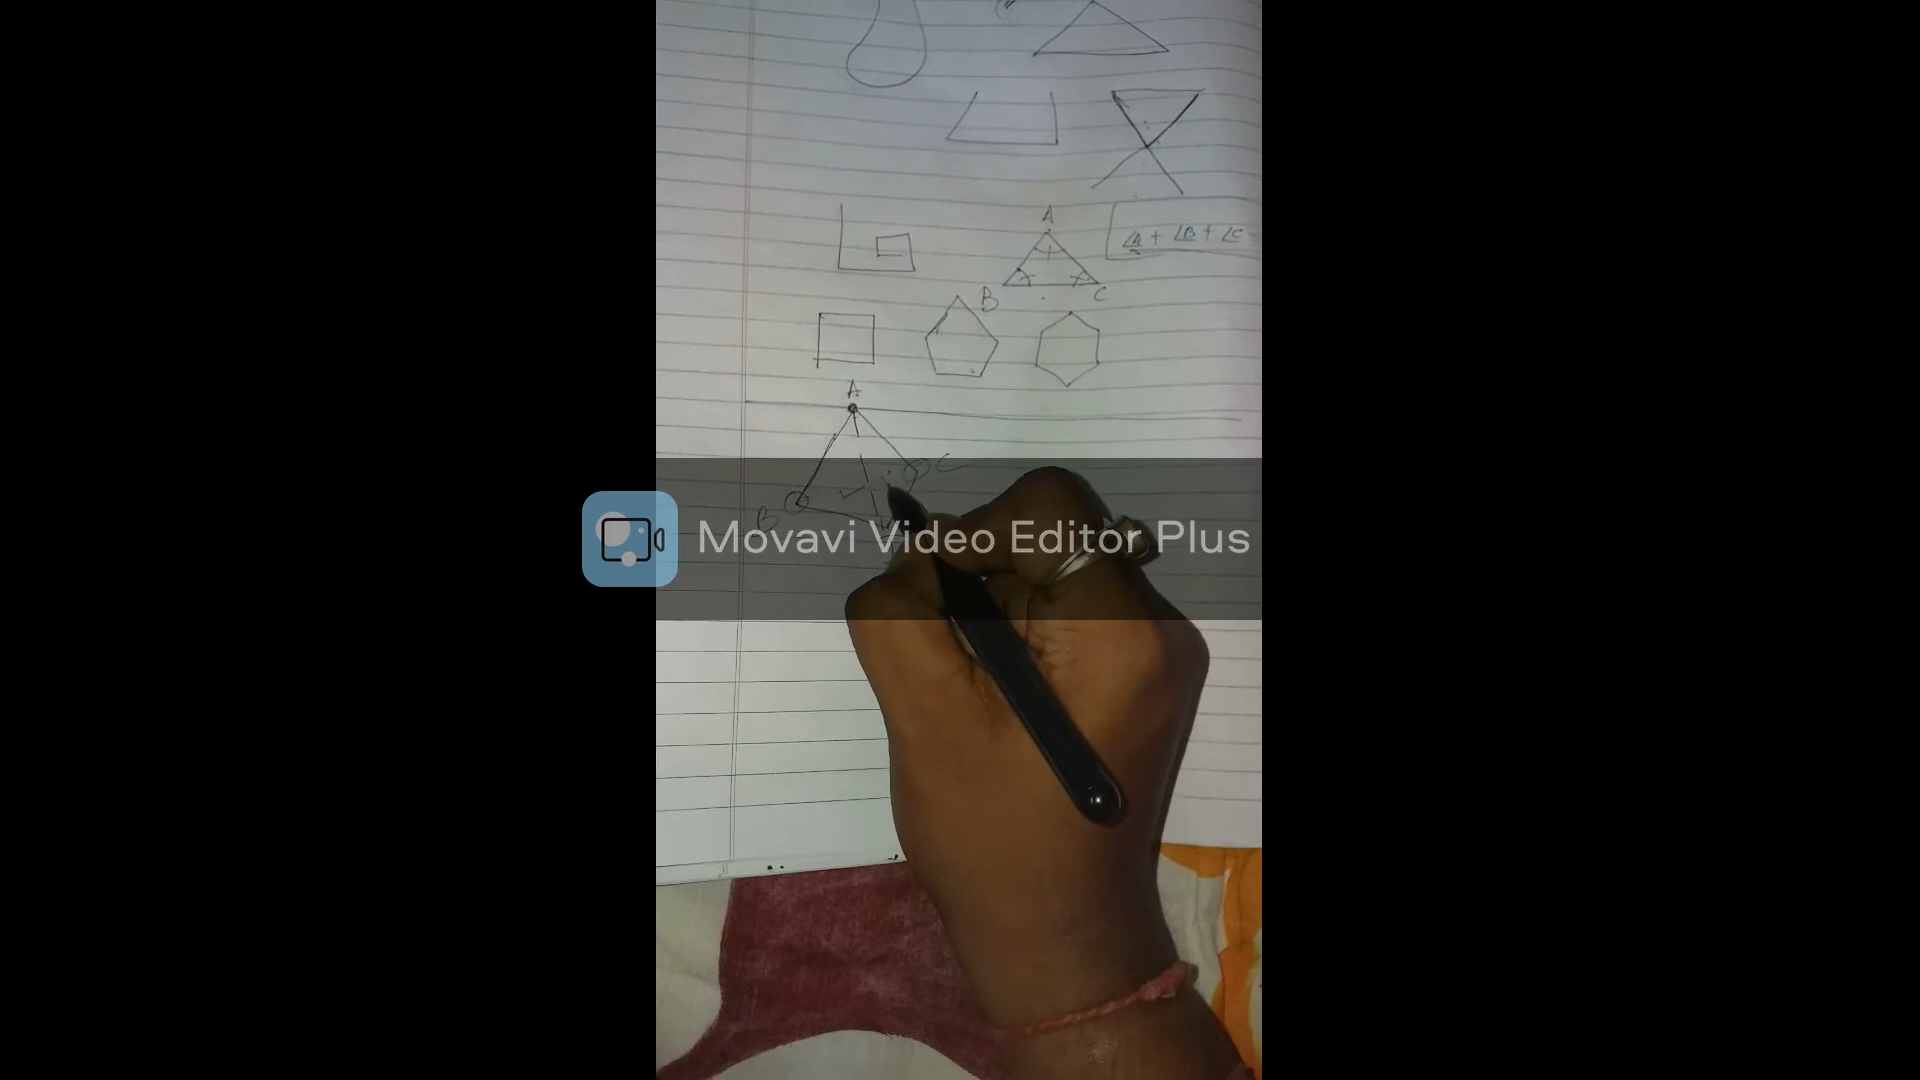 A
∠A + ∠B + ∠C
B
C
A
C
B
Movavi Video Editor Plus